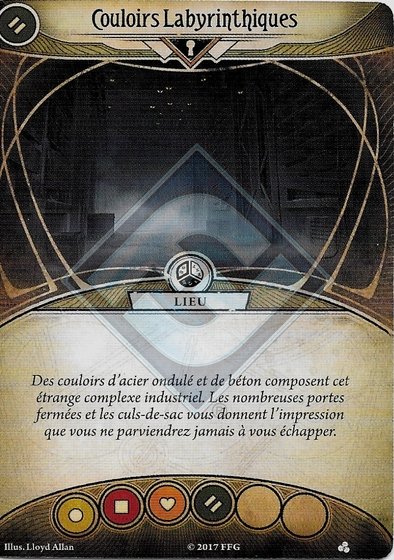 Couloirs Labyrinthiques
LIEU
Des couloirs d'acier ondulé et de béton composent cet
étrange complexe industriel. Les nombreuses portes
fermées et les culs-de-sac vous donnent l'impression
que vous ne parviendrez jamais à vous échapper.
Illus. Lloyd Allan
© 2017 FFG